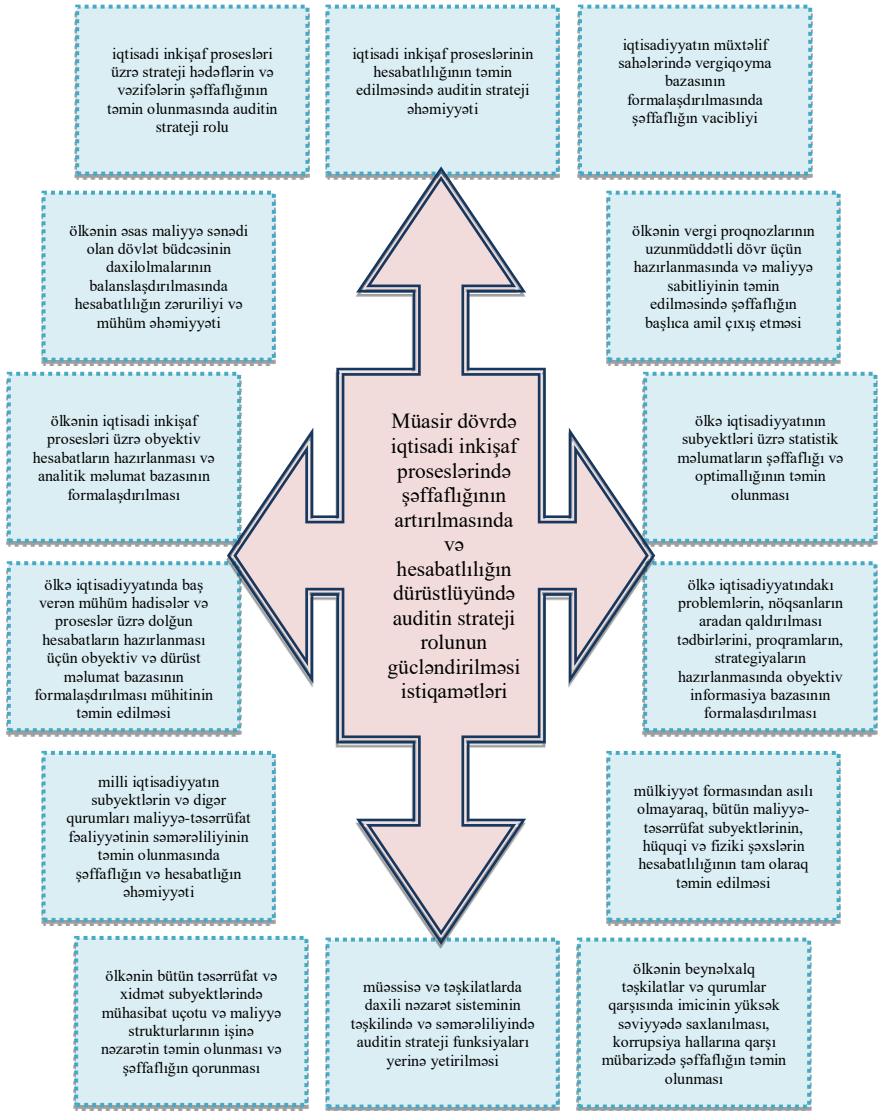 iqtisadi inkişaf prosesləri
üzrə strateji hədəflərin və
vəzifələrin şəffaflığının
təmin olunmasında auditin
strateji rolu
iqtisadi inkişaf proseslərinin
hesabatlılığının təmin
edilməsində auditin strateji
əhəmiyyəti
iqtisadiyyatın müxtəlif
sahələrində vergiqoyma
bazasının
formalaşdırılmasında
şəffaflığın vacibliyi
ölkənin əsas maliyyə sənədi
olan dövlət büdcəsinin
daxilolmalarının
balanslaşdırılmasında
hesabatlılığın zəruriliyi və
mühüm əhəmiyyəti
ölkənin vergi proqnozlarının
uzunmüddətli dövr üçün
hazırlanmasında və maliyyə
sabitliyinin təmin
edilməsində şəffaflığın
başlıca amil çıxış etməsi
ölkənin iqtisadi inkişaf
prosesləri üzrə obyektiv
hesabatların hazırlanması və
analitik məlumat bazasının
formalaşdırılması
Müasir dövrdə
iqtisadi inkişaf
proseslərində
şəffaflığının
artırılmasında
və
hesabatlılığın
dürüstlüyündə
auditin strateji
rolunun
gücləndirilməsi
istiqamətləri
ölkə iqtisadiyyatının
subyektləri üzrə statistik
məlumatların şəffaflığı və
optimallığının təmin
olunması
ölkə iqtisadiyyatında baş
verən mühüm hadisələr və
proseslər üzrə dolğun
hesabatların hazırlanması
üçün obyektiv və dürüst
məlumat bazasının
formalaşdırılması mühitinin
təmin edilməsi
ölkə iqtisadiyyatındakı
problemlərin, nöqsanların
aradan qaldırılması
tədbirlərini, proqramların,
strategiyaların
hazırlanmasında obyektiv
informasiya bazasının
formalasdırılması
milli iqtisadiyyatın
subyektlərin və digər
qurumları maliyyə-təsərrüfat
fəaliyyətinin səmərəliliyinin
təmin olunmasında
şəffaflığın və hesabatlığın
əhəmiyyəti
mülkiyyət formasından asılı
olmayaraq, bütün maliyyə-
təsərrüfat subyektlərinin,
hüquqi və fiziki şəxslərin
hesabatlılığının tam olaraq
təmin edilməsi
ölkənin bütün təsərrüfat və
xidmət subyektlərində
mühasibat uçotu və maliyyə
strukturlarının işinə
nəzarətin təmin olunması və
şəffaflığın qorunması
müəssisə və təşkilatlarda
daxili nəzarət sisteminin
təşkilində və səmərəliliyində
auditin strateji funksiyaları
yerinə yetirilməsi
ölkənin beynəlxalq
təşkilatlar və qurumlar
qarşısında imicinin yüksək
səviyyədə saxlanılması,
korrupsiya hallarına qarşı
mübarizədə şəffaflığın təmin
olunması